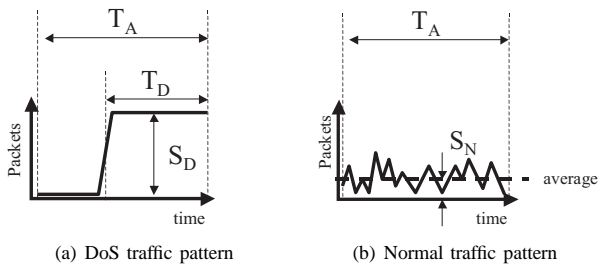 T_A
T_D
S_D
Packets
time
(a) DoS traffic pattern
T_A
S_N
Packets
average
time
(b) Normal traffic pattern